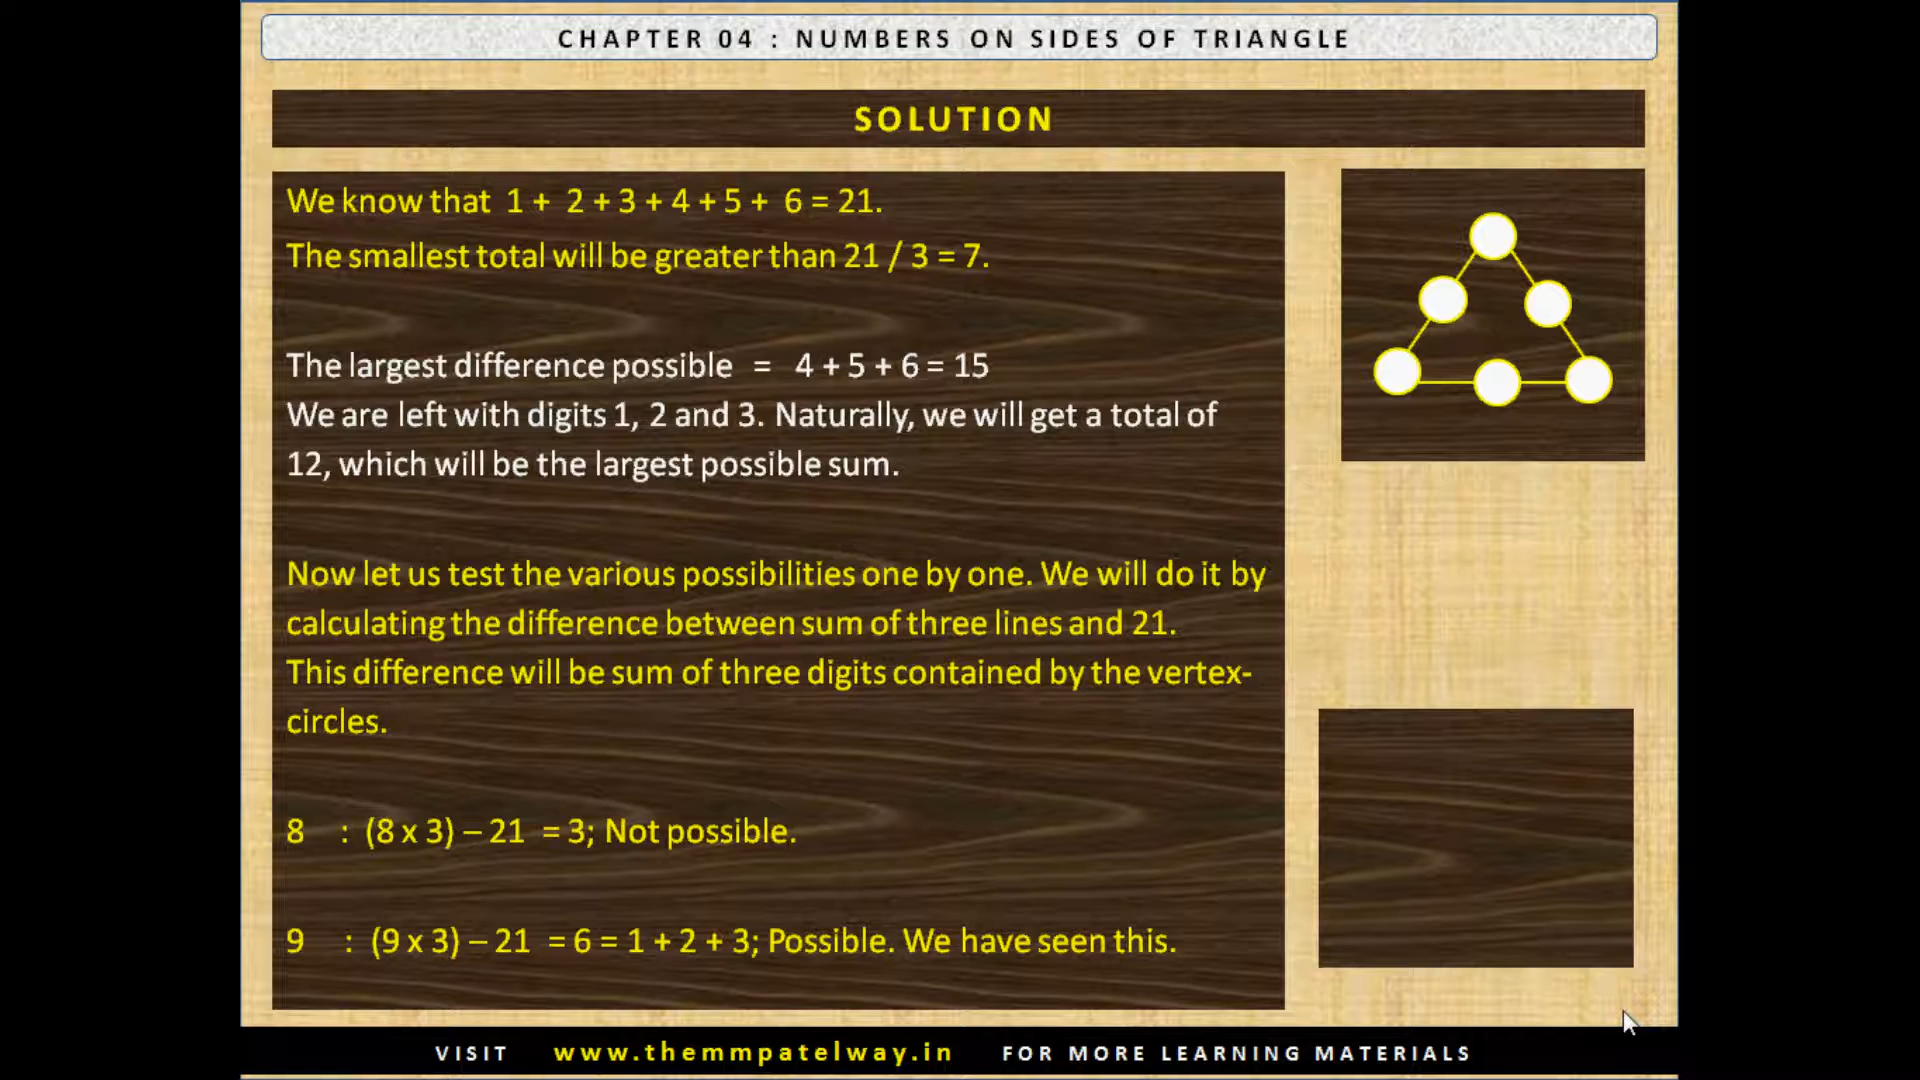 CHAPTER 04 : NUMBERS ON SIDES OF TRIANGLE
SOLUTION
We know that 1 + 2 + 3 + 4 + 5 + 6 = 21.
The smallest total will be greater than 21 / 3 = 7.
The largest difference possible = 4 + 5 + 6 = 15
We are left with digits 1, 2 and 3. Naturally, we will get a total of
12, which will be the largest possible sum.
Now let us test the various possibilities one by one. We will do it by
calculating the difference between sum of three lines and 21.
This difference will be sum of three digits contained by the vertex-
circles.
8 : (8 x 3) – 21 = 3; Not possible.
9 : (9 x 3) – 21 = 6 = 1 + 2 + 3; Possible. We have seen this.
VISIT www.themmpatelway.in FOR MORE LEARNING MATERIALS